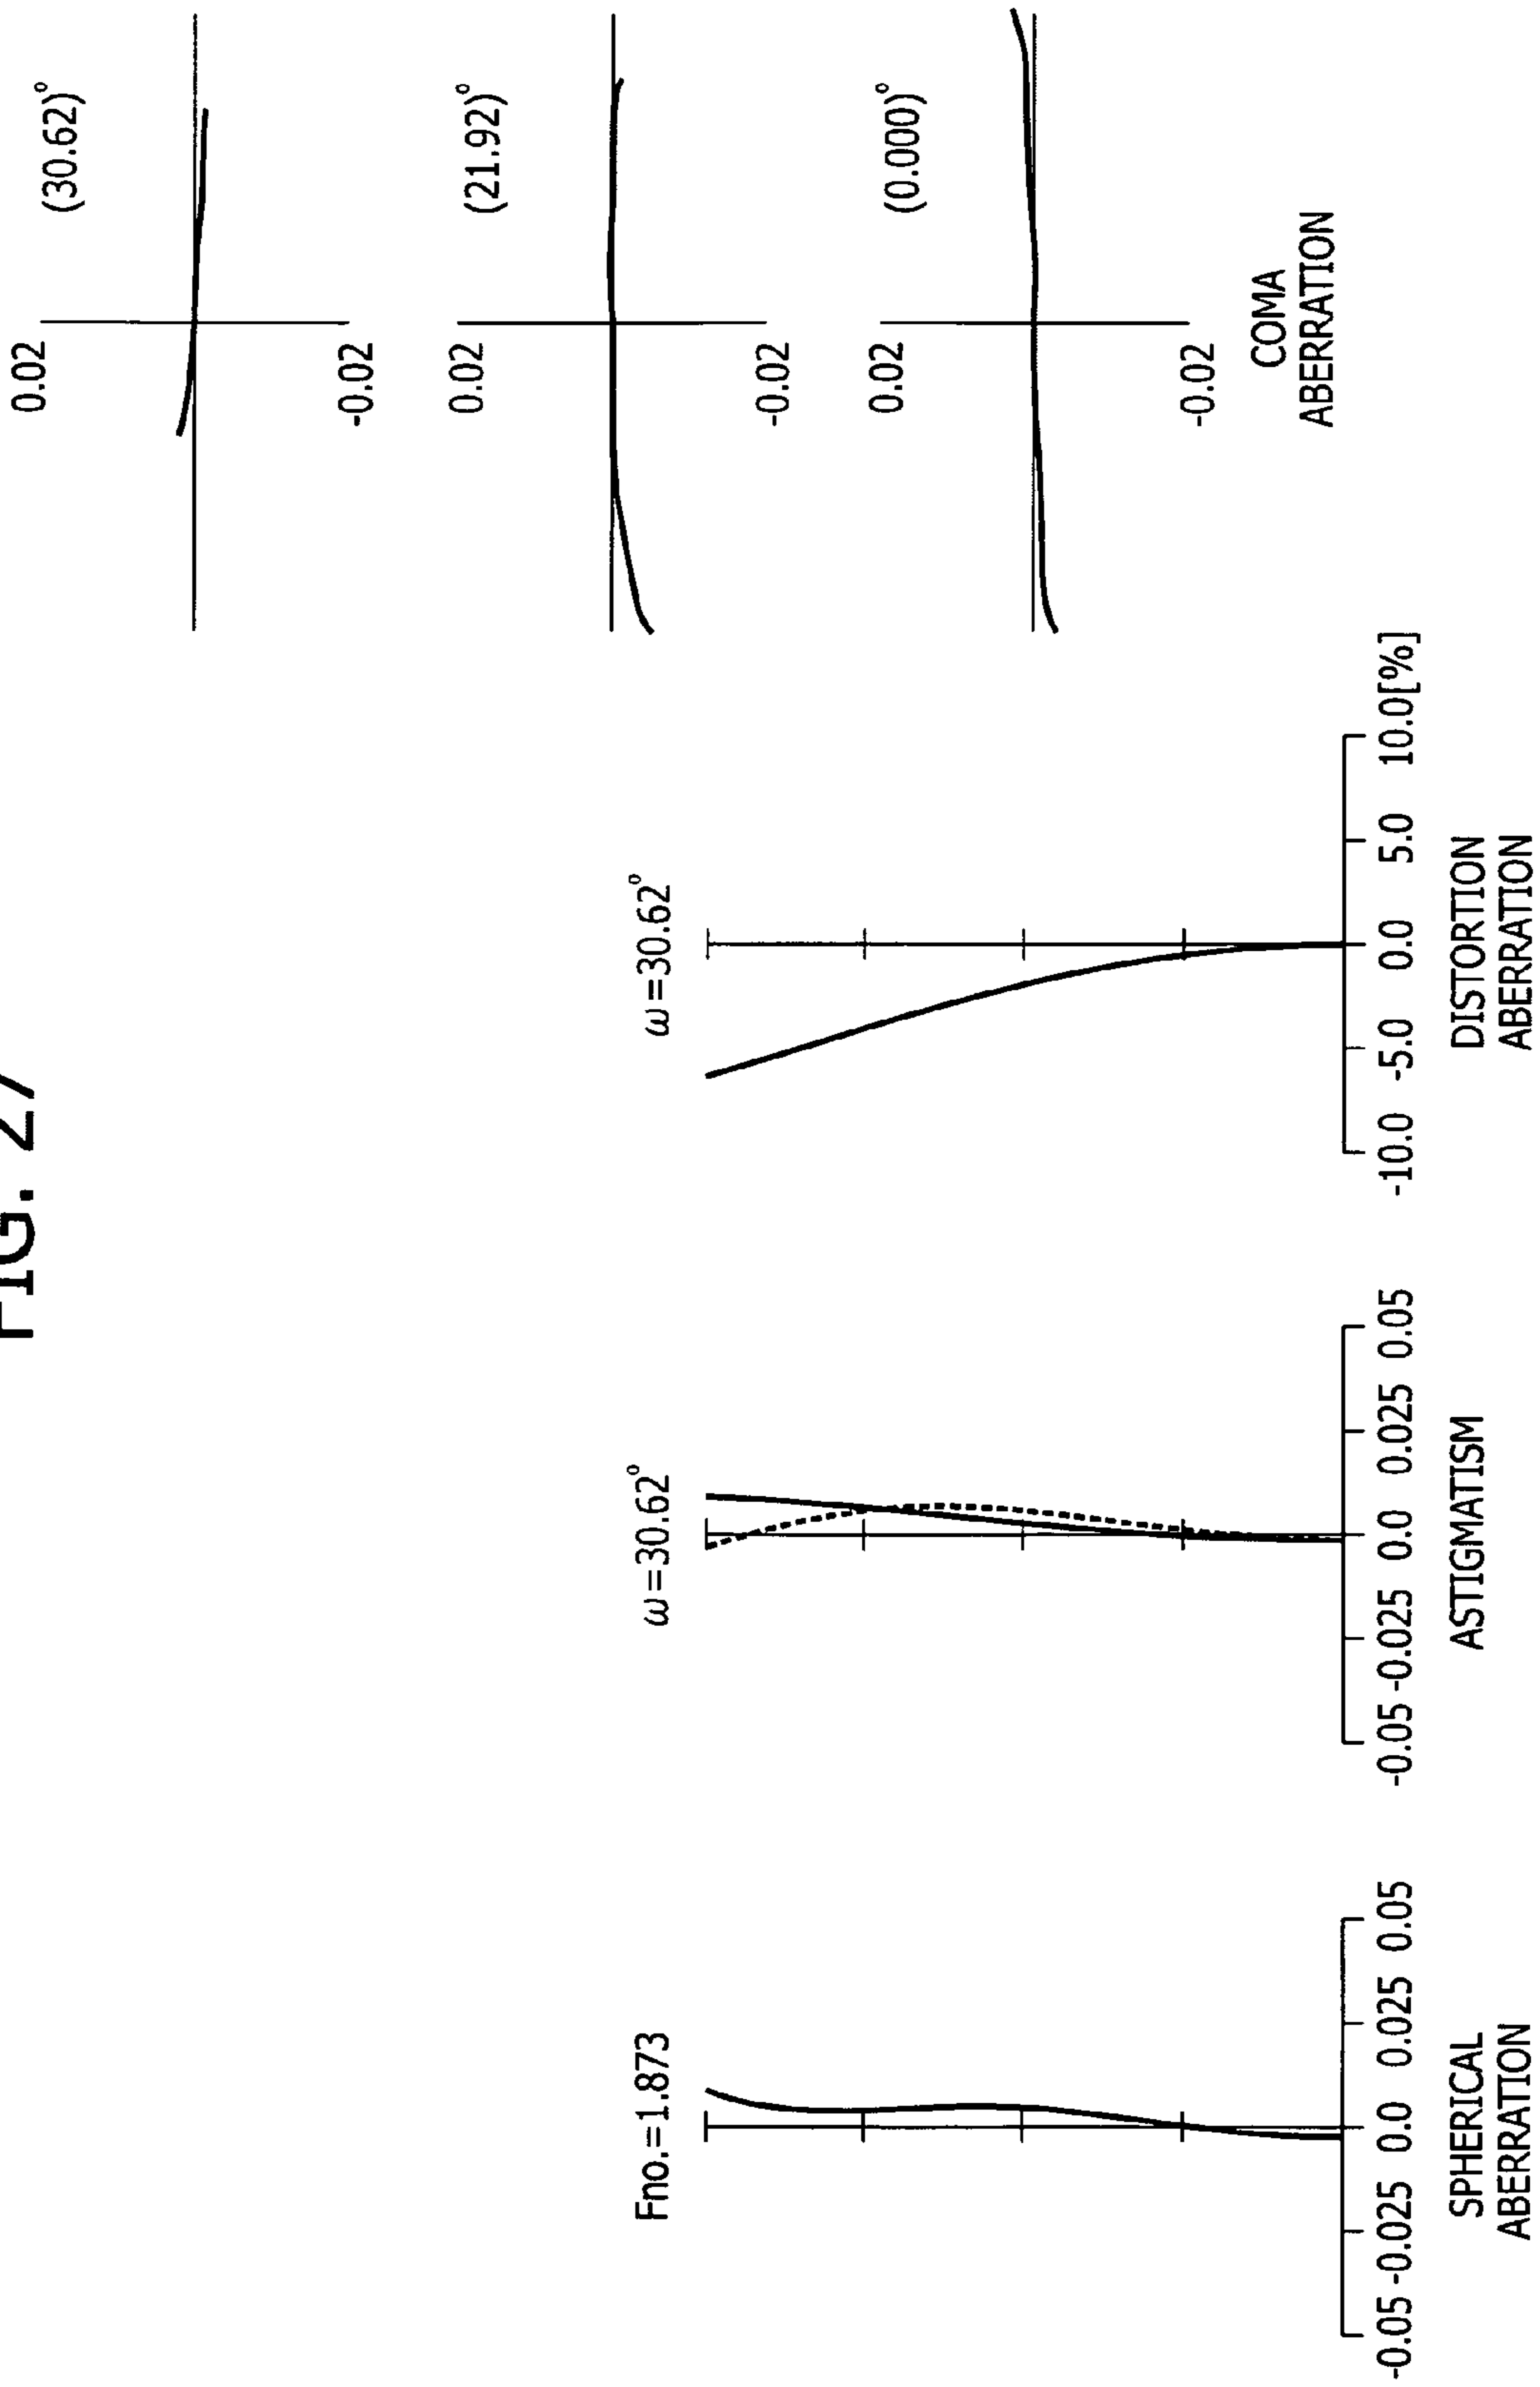 FIG. 27
Fno.=1.873
-0.05 -0.025 0.0 0.025 0.05
SPHERICAL
ABERRATION
ω=30.62°
-0.05 -0.025 0.0 0.025 0.05
ASTIGMATISM
ω=30.62°
-10.0 -5.0 0.0 5.0 10.0[%]
DISTORTION
ABERRATION
0.02
(30.62)°
-0.02
0.02
(21.92)°
-0.02
0.02
(0.000)°
-0.02
COMA
ABERRATION